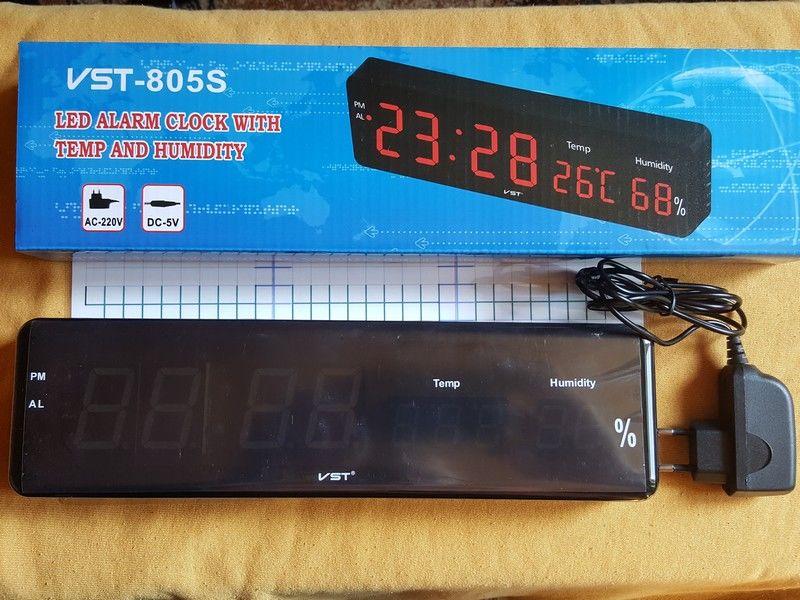 VST-805S
LED ALARM CLOCK WITH
TEMP AND HUMIDITY
AC-220V
DC-5V
PM
AL
23:28
Temp
26°C
Humidity
68%
VST
PM
AL
Temp
Humidity
%
VST®